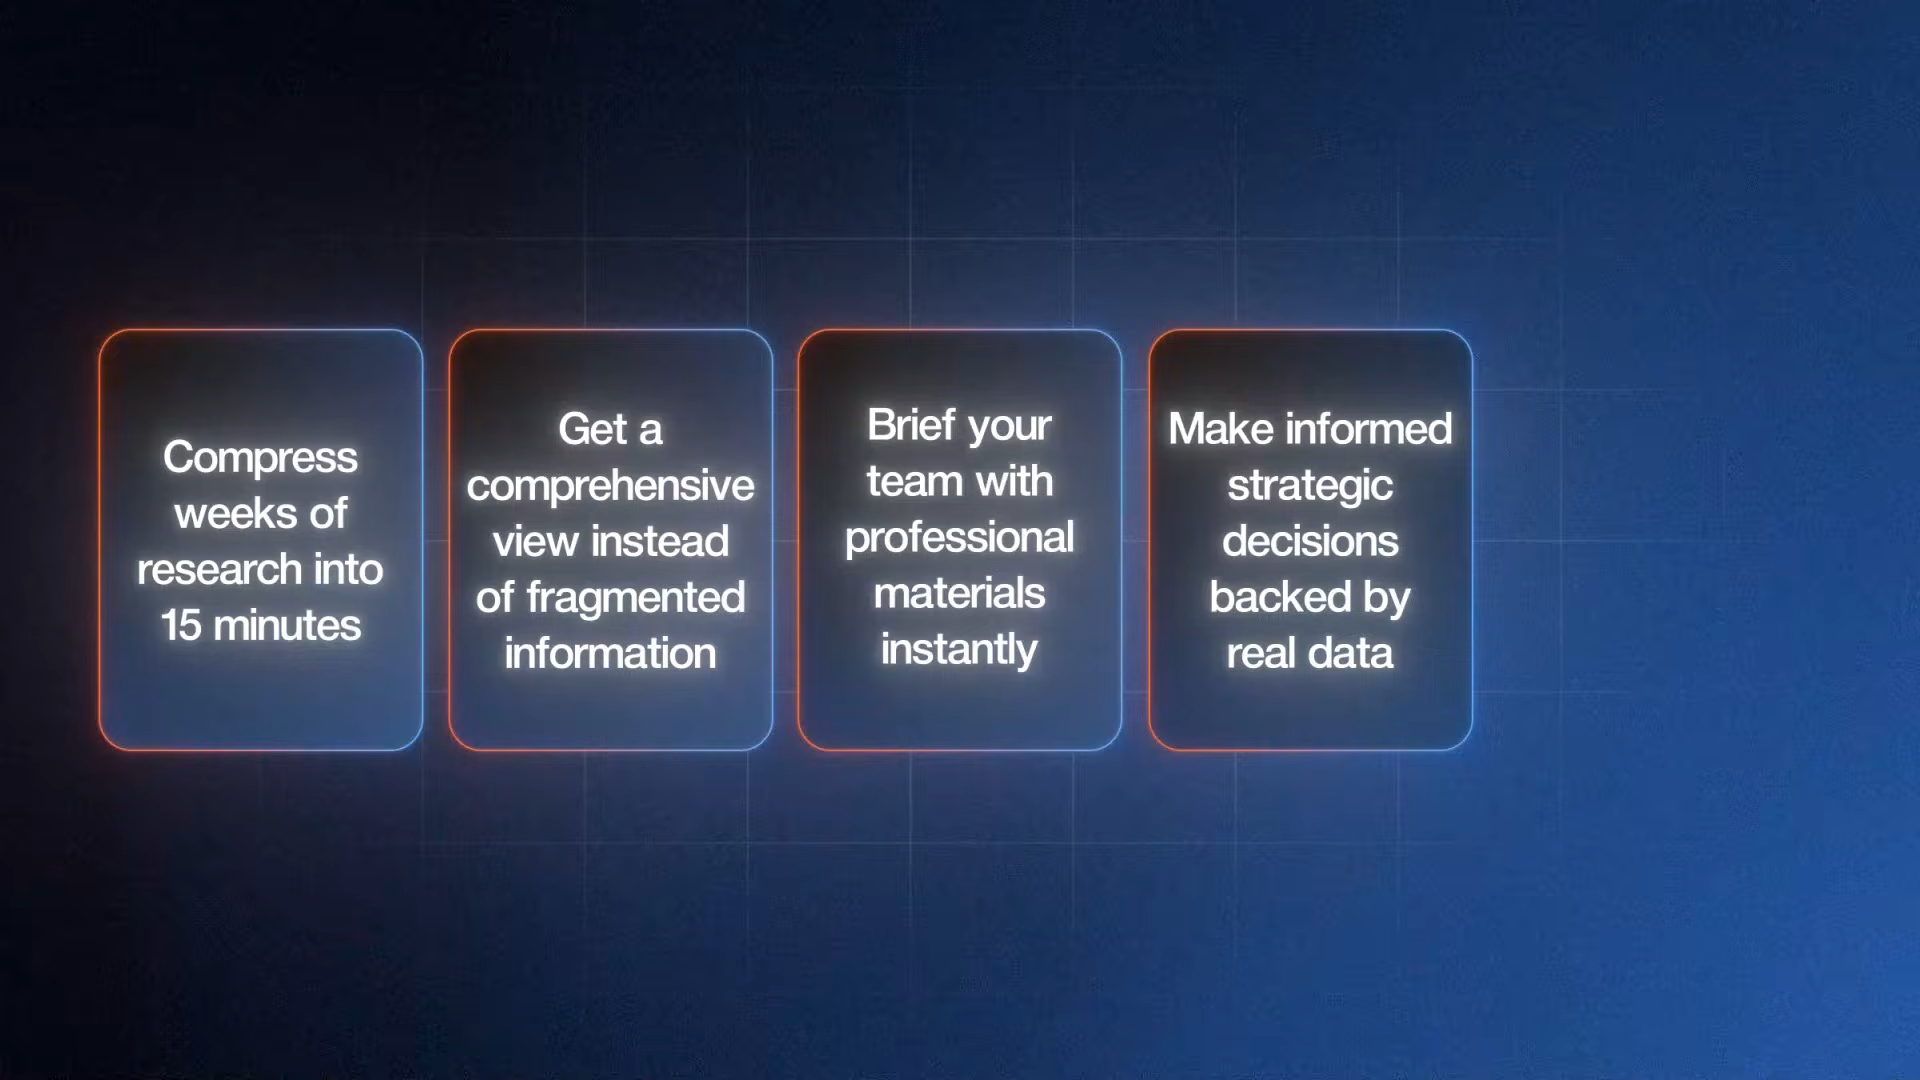 Compress
weeks of
research into
15 minutes
Get a
comprehensive
view instead
of fragmented
information
Brief your
team with
professional
materials
instantly
Make informed
strategic
decisions
backed by
real data